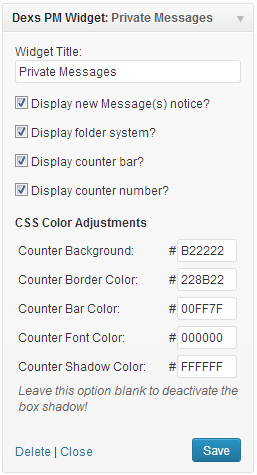 Dexs PM Widget: Private Messages
Widget Title:
Private Messages
Display new Message(s) notice?
Display folder system?
Display counter bar?
Display counter number?
CSS Color Adjustments
Counter Background: # B22222
Counter Border Color: # 228B22
Counter Bar Color: # 00FF7F
Counter Font Color: # 000000
Counter Shadow Color: # FFFFFF
Leave this option blank to deactivate the
box shadow!
Delete | Close Save